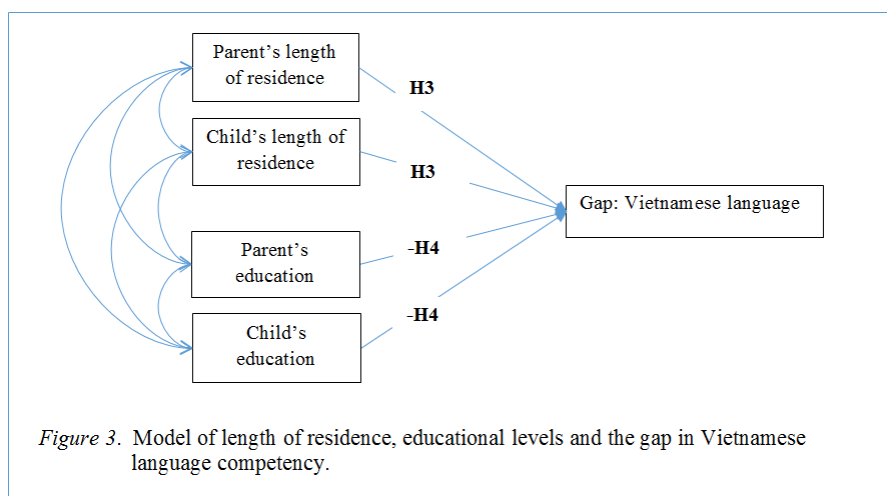 Parent’s length
of residence
H3
Child’s length of
residence
H3
Gap: Vietnamese language
Parent’s
education
-H4
Child’s
education
-H4
Figure 3. Model of length of residence, educational levels and the gap in Vietnamese
language competency.